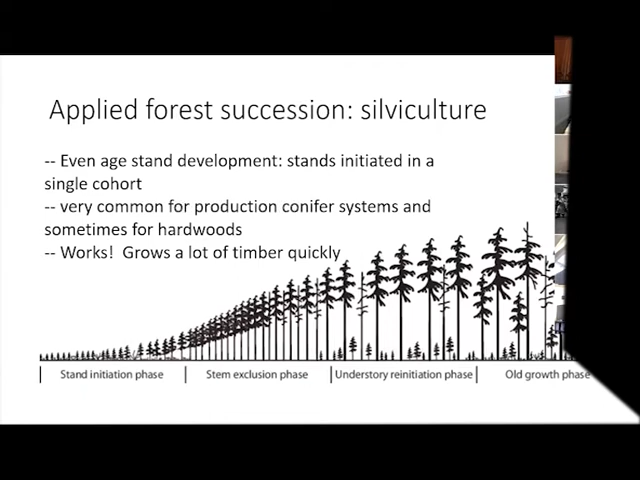 Applied forest succession: silviculture
-- Even age stand development: stands initiated in a
single cohort
-- very common for production conifer systems and
sometimes for hardwoods
-- Works!  Grows a lot of timber quickly
Stand initiation phase
Stem exclusion phase
Understory reinitiation phase
Old growth phase